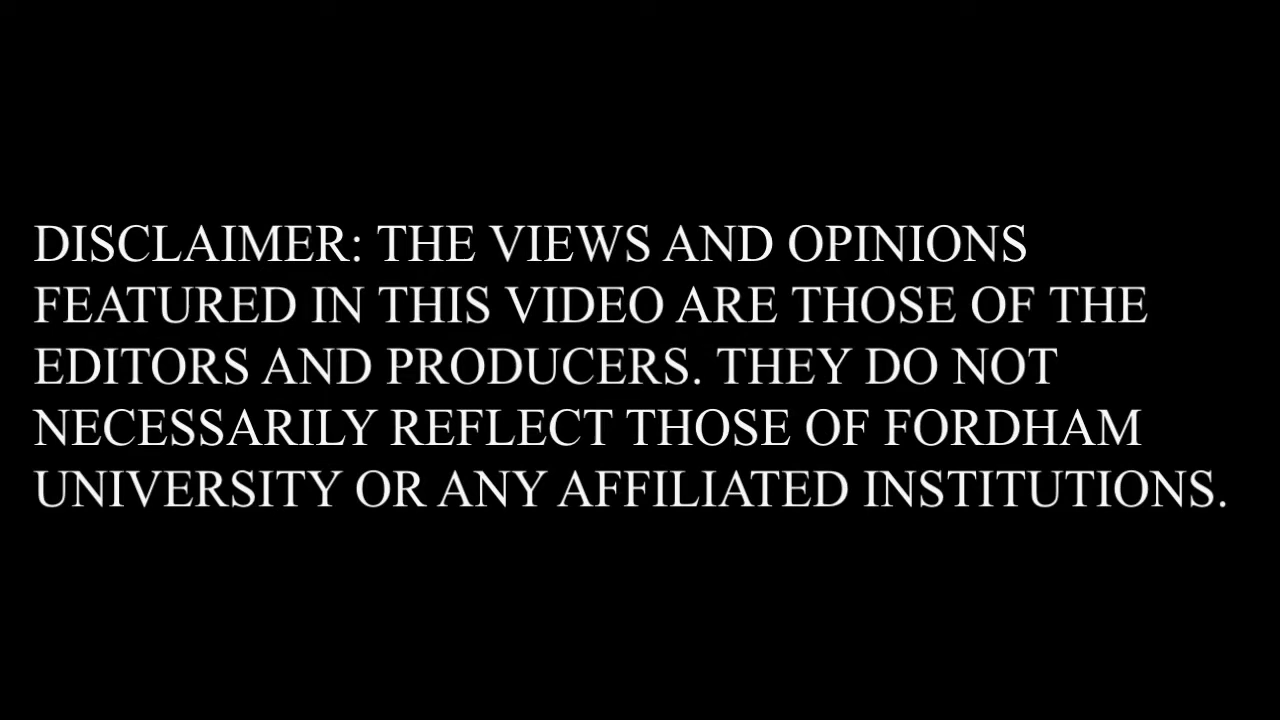 DISCLAIMER: THE VIEWS AND OPINIONS
FEATURED IN THIS VIDEO ARE THOSE OF THE
EDITORS AND PRODUCERS. THEY DO NOT
NECESSARILY REFLECT THOSE OF FORDHAM
UNIVERSITY OR ANY AFFILIATED INSTITUTIONS.